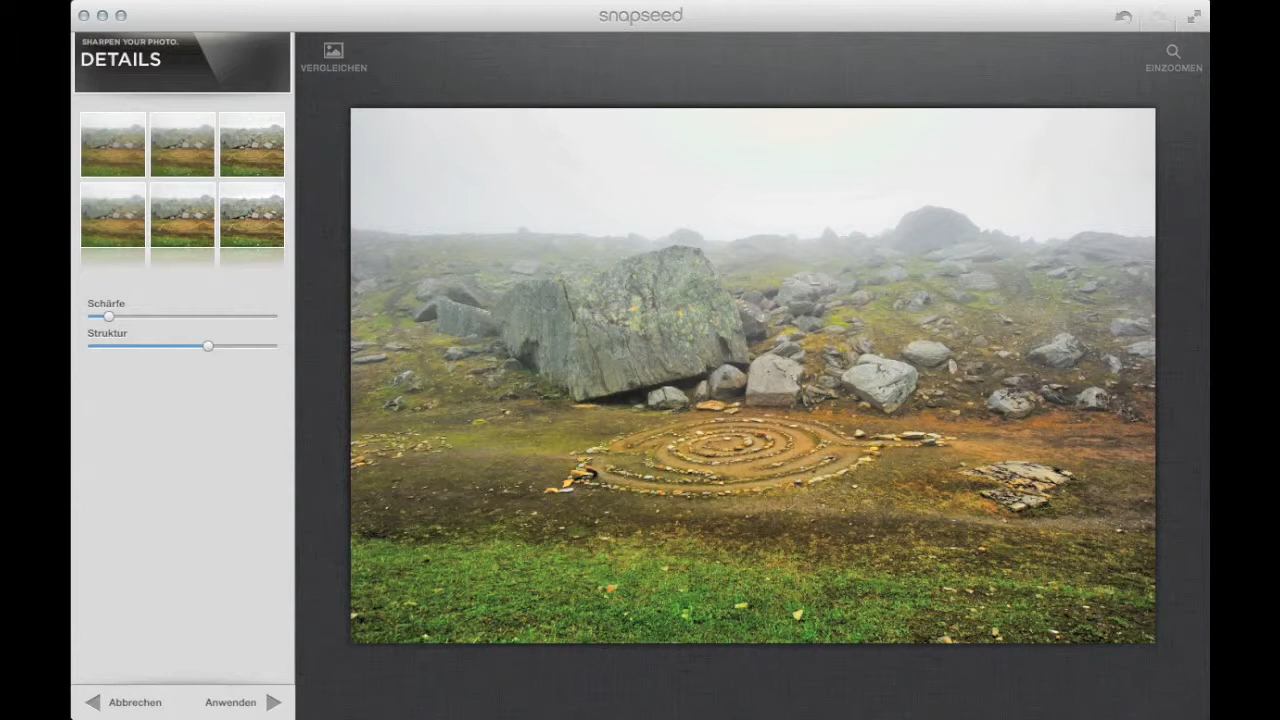 snapseed
SHARPEN YOUR PHOTO.
DETAILS
VERGLEICHEN
EINZOOMEN
Schärfe
Struktur
Abbrechen
Anwenden